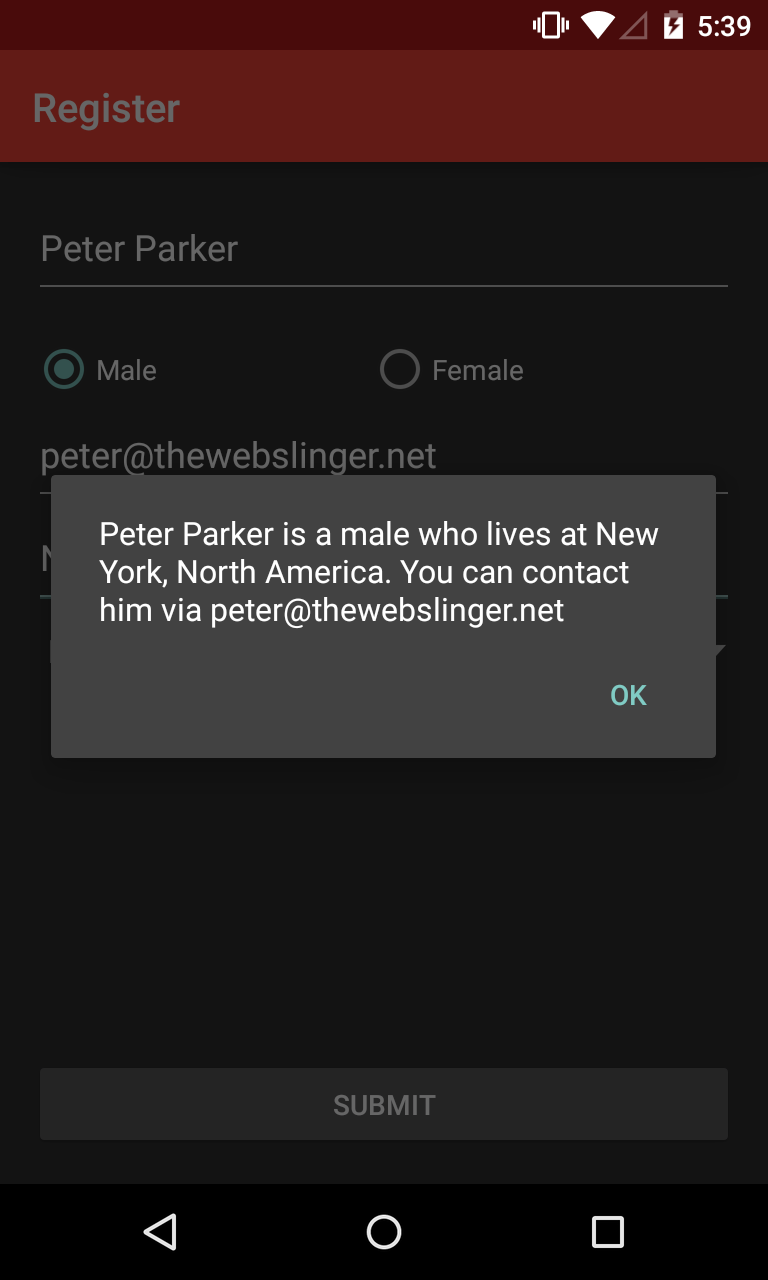 5:39
Register
Peter Parker
Male
Female
peter@thewebslinger.net
Peter Parker is a male who lives at New
York, North America. You can contact
him via peter@thewebslinger.net
OK
SUBMIT